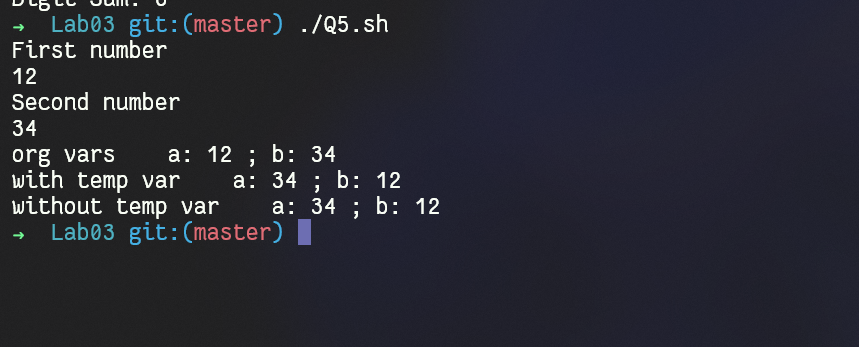 Digit Sum: 6
→ Lab03 git:(master) ./Q5.sh
First number
12
Second number
34
org vars    a: 12 ; b: 34
with temp var    a: 34 ; b: 12
without temp var    a: 34 ; b: 12
→ Lab03 git:(master)